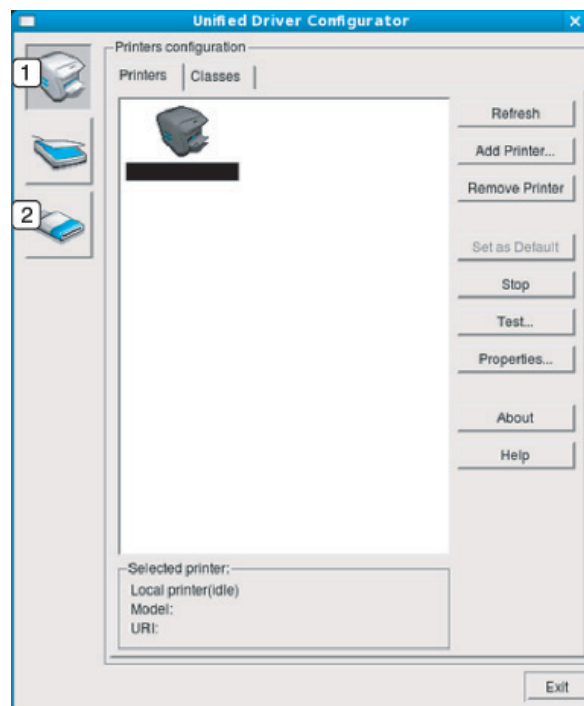 Unified Driver Configurator
Printers configuration
1
Printers Classes
Refresh
Add Printer...
Remove Printer
2
Set as Default
Stop
Test...
Properties...
About
Help
Selected printer:
Local printer(idle)
Model:
URI:
Exit